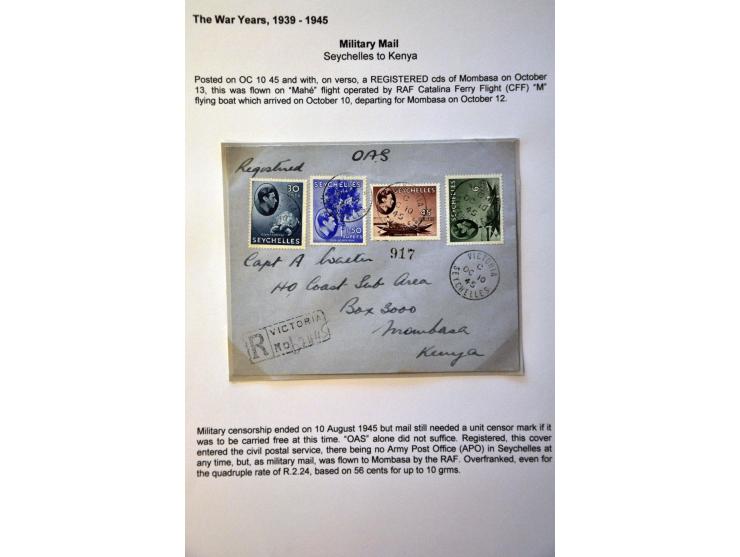 The War Years, 1939 - 1945
Military Mail
Seychelles to Kenya
Posted on OC 10 45 and with, on verso, a REGISTERED cds of Mombasa on October
13, this was flown on "Mahé" flight operated by RAF Catalina Ferry Flight (CFF) "M"
flying boat which arrived on October 10, departing for Mombasa on October 12.
OAS
Registered
30
SEYCHELLES
SEYCHELLES
1.50
RUPEES
SEYCHELLES
SEYCHELLES
917
Capt A Walter
HQ Coast Sub Area
Box 3000
Mombasa
Kenya
VICTORIA
C
OC 10
45
SEYCHELLES
R
VICTORIA
No
Military censorship ended on 10 August 1945 but mail still needed a unit censor mark if it
was to be carried free at this time. "OAS" alone did not suffice. Registered, this cover
entered the civil postal service, there being no Army Post Office (APO) in Seychelles at
any time, but, as military mail, was flown to Mombasa by the RAF. Overfranked, even for
the quadruple rate of R.2.24, based on 56 cents for up to 10 grms.